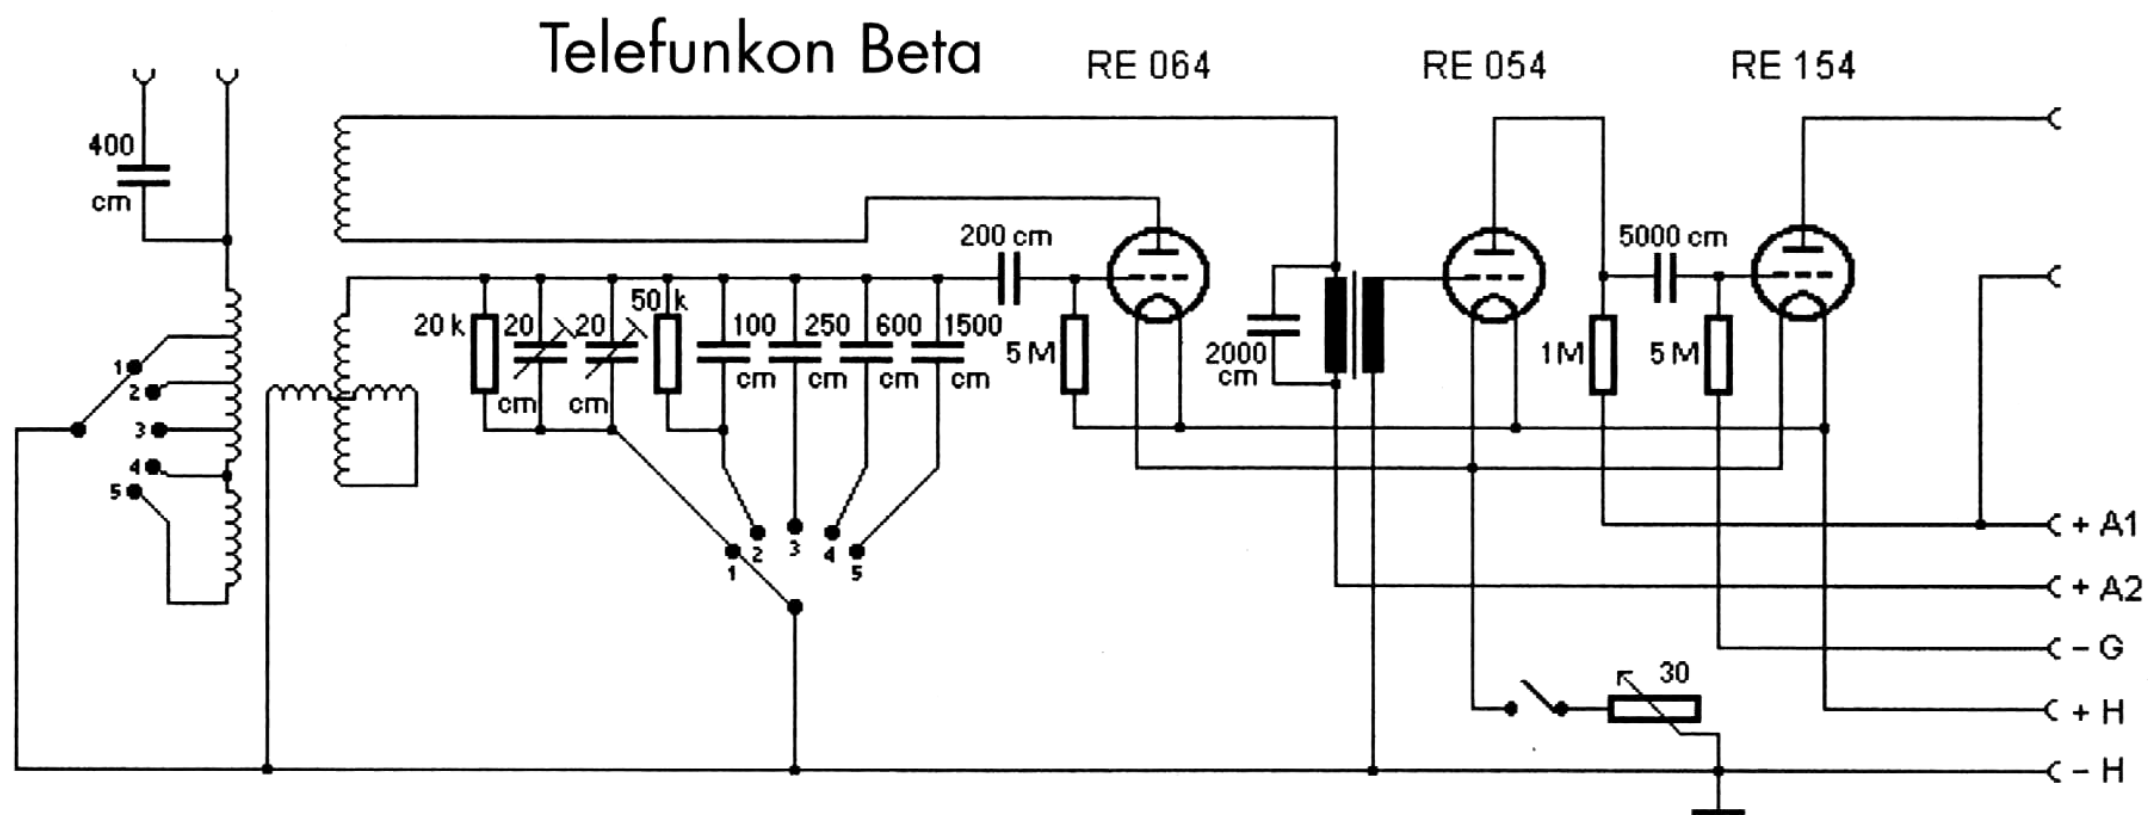 Telefunkon Beta
RE 064
RE 054
RE 154
400
cm
200 cm
5000 cm
50 k
20 k
20
20
100
250
600
1500
cm
cm
cm
cm
cm
cm
5 M
2000
cm
1M
5 M
1
2
3
4
5
1
2
3
4
5
+ A1
+ A2
- G
30
+ H
- H